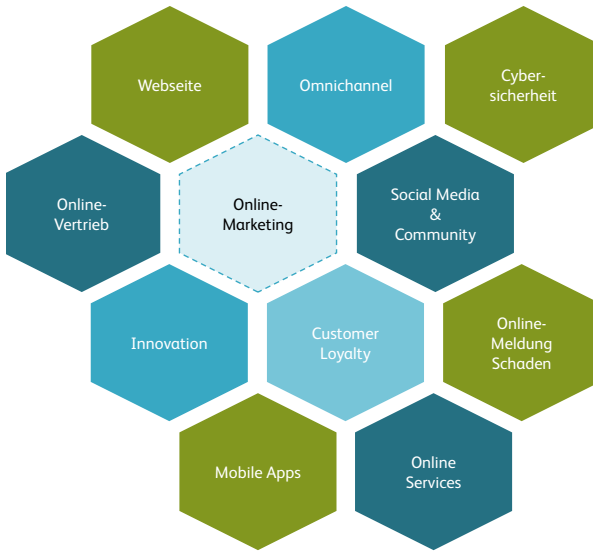 Webseite
Omnichannel
Cyber-
sicherheit
Online-
Vertrieb
Online-
Marketing
Social Media
&
Community
Innovation
Customer
Loyalty
Online-
Meldung
Schaden
Mobile Apps
Online
Services